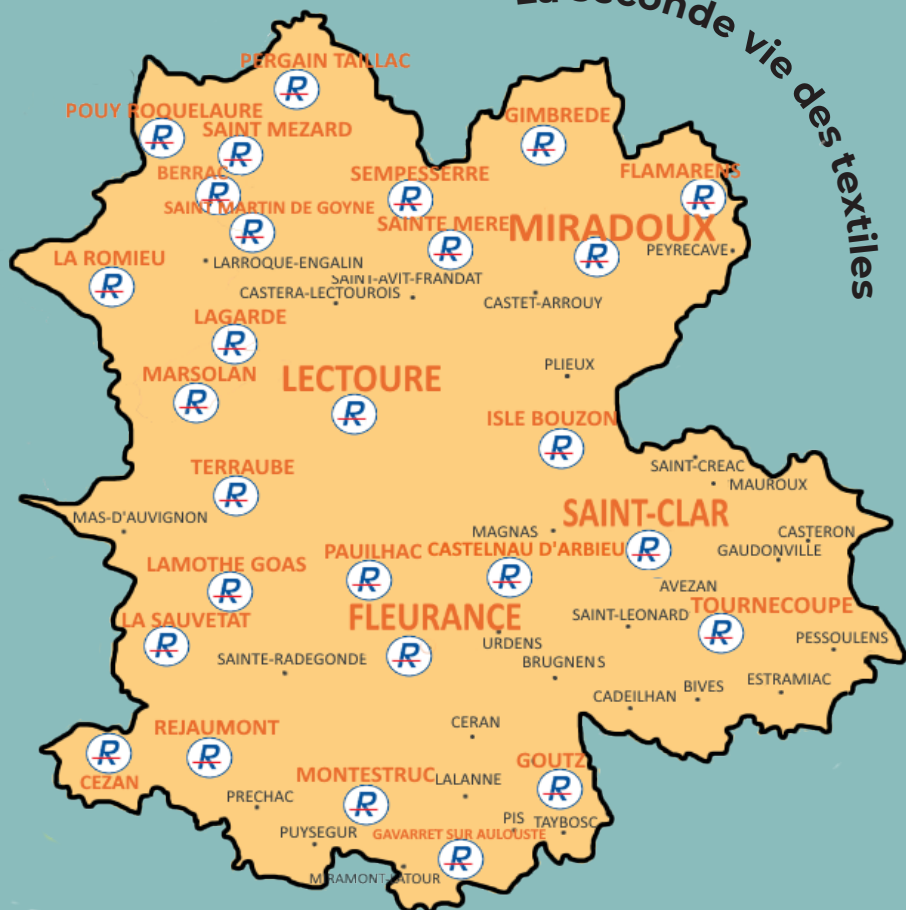 La seconde vie des textiles
PERGAIN TAILLAC
R
POUY ROQUELAURE
R
SAINT MEZARD
R
GIMBREDE
R
BERRAC
R
SEMPESSERRE
R
FLAMARENS
R
SAINT MARTIN DE GOYNE
R
SAINTE MERE
R
MIRADOUX
R
PEYRECAVE
LA ROMIEU
R
LARROQUE-ENGALIN
SAINT-AVIT-FRANDAT
CASTERA-LECTOUROIS
CASTET-ARROUY
LAGARDE
R
PLIEUX
MARSOLAN
R
LECTOURE
R
ISLE BOUZON
R
TERRAUBE
R
SAINT-CREAC
MAUROUX
MAS-D'AUVIGNON
SAINT-CLAR
R
MAGNAS
CASTERON
GAUDONVILLE
LAMOTHE GOAS
R
PAUILHAC
R
CASTELNAU D'ARBIEU
R
AVEZAN
LA SAUVETAT
R
FLEURANÇE
R
SAINT-LEONARD
TOURNECOUPE
R
URDENS
PESSOULENS
SAINTE-RADEGONDE
BRUGNENS
CADEILHAN
BIVES
ESTRAMIAC
CEZAN
R
REJAUMONT
R
CERAN
MONTESTRUC
R
LALANNE
GOUTZ
R
PRECHAC
PUYSEGUR
PIS
TAYBOSC
GAVARRET SUR AULOUSTE
R
MIRAMONT-LATOUR